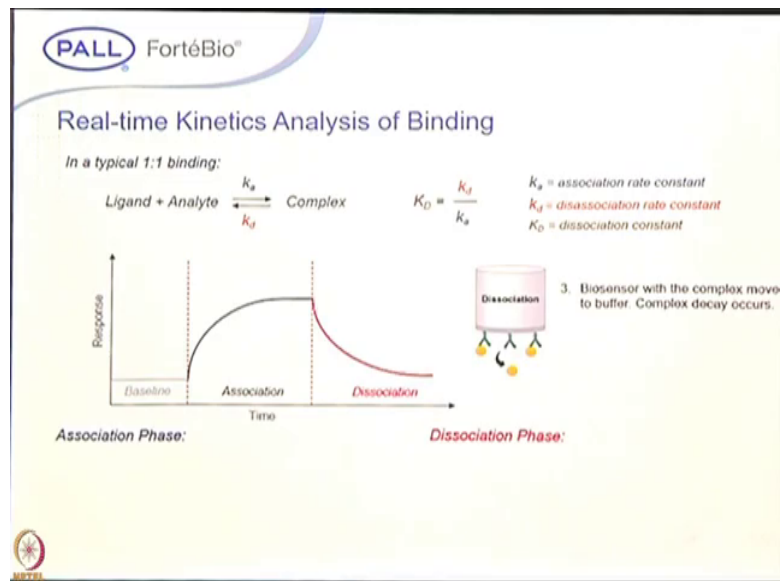 PALL FortéBio®
Real-time Kinetics Analysis of Binding
In a typical 1:1 binding:
Ligand + Analyte kₐ k_d Complex
K_D = k_d / kₐ
kₐ = association rate constant
k_d = disassociation rate constant
K_D = dissociation constant
Response
Baseline Association Dissociation
Time
Dissociation
3. Biosensor with the complex move
to buffer. Complex decay occurs.
Association Phase: Dissociation Phase:
NPTEL